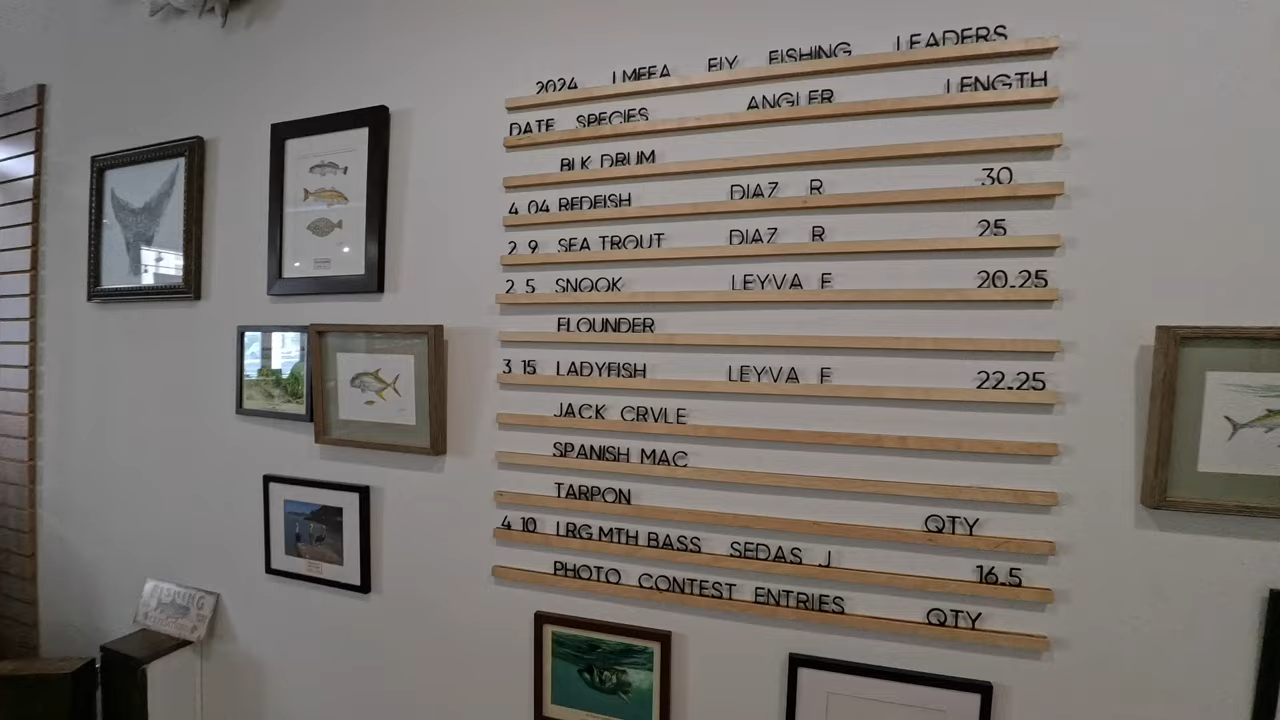 2024 LMFFA FLY FISHING LEADERS
DATE SPECIES ANGLER LENGTH
BLK DRUM
4 04 REDFISH DIAZ R 30
2 9 SEA TROUT DIAZ R 25
2 5 SNOOK LEYVA F 20.25
FLOUNDER
3 15 LADYFISH LEYVA F 22.25
JACK CRVLE
SPANISH MAC
TARPON QTY
4 10 LRG MTH BASS SEDAS J 16.5
PHOTO CONTEST ENTRIES QTY
FISHING